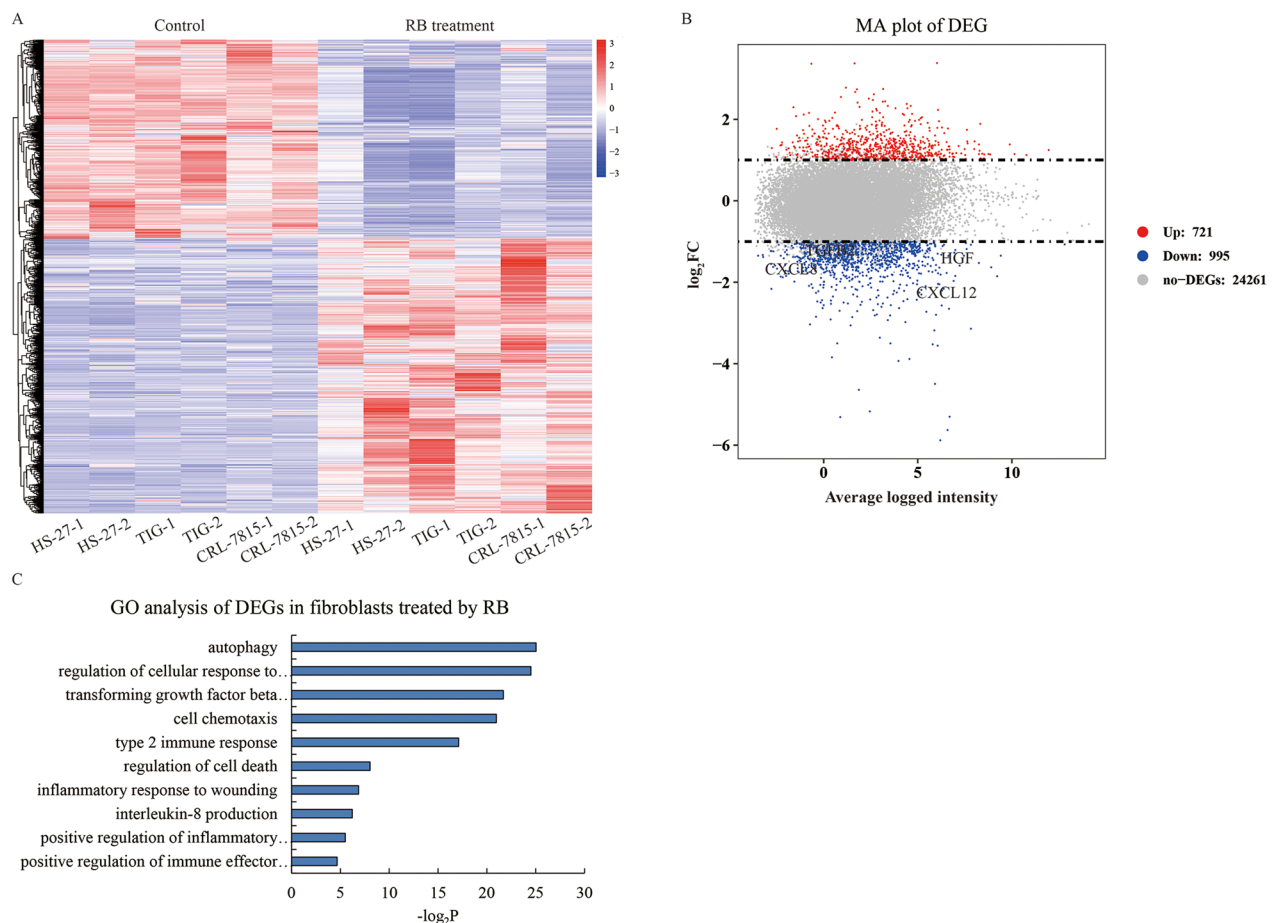 A
Control
RB treatment
3
2
1
0
−1
−2
−3
HS-27-1
HS-27-2
TIG-1
TIG-2
CRL-7815-1
CRL-7815-2
HS-27-1
HS-27-2
TIG-1
TIG-2
CRL-7815-1
CRL-7815-2
B
MA plot of DEG
log2FC
2
0
−2
−4
−6
CXCL8
HGF
CXCL12
0
5
10
Average logged intensity
Up: 721
Down: 995
no−DEGs: 24261
C
GO analysis of DEGs in fibroblasts treated by RB
autophagy
regulation of cellular response to..
transforming growth factor beta..
cell chemotaxis
type 2 immune response
regulation of cell death
inflammatory response to wounding
interleukin-8 production
positive regulation of inflammatory..
positive regulation of immune effector..
0
5
10
15
20
25
30
-log2P